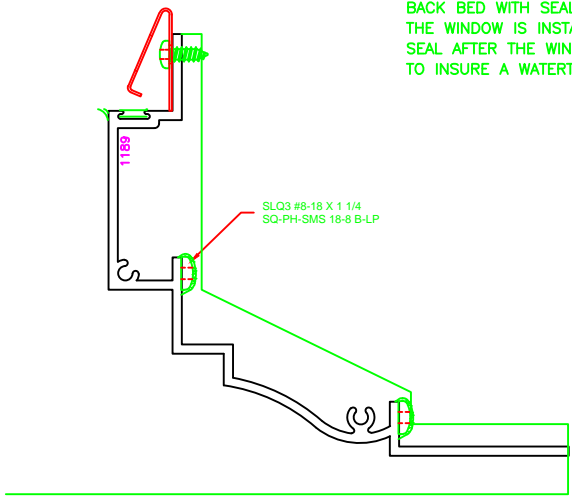 BACK BED WITH SEAL
THE WINDOW IS INSTA
SEAL AFTER THE WIN
TO INSURE A WATERT
1189
SLQ3 #8-18 X 1 1/4
SQ-PH-SMS 18-8 B-LP